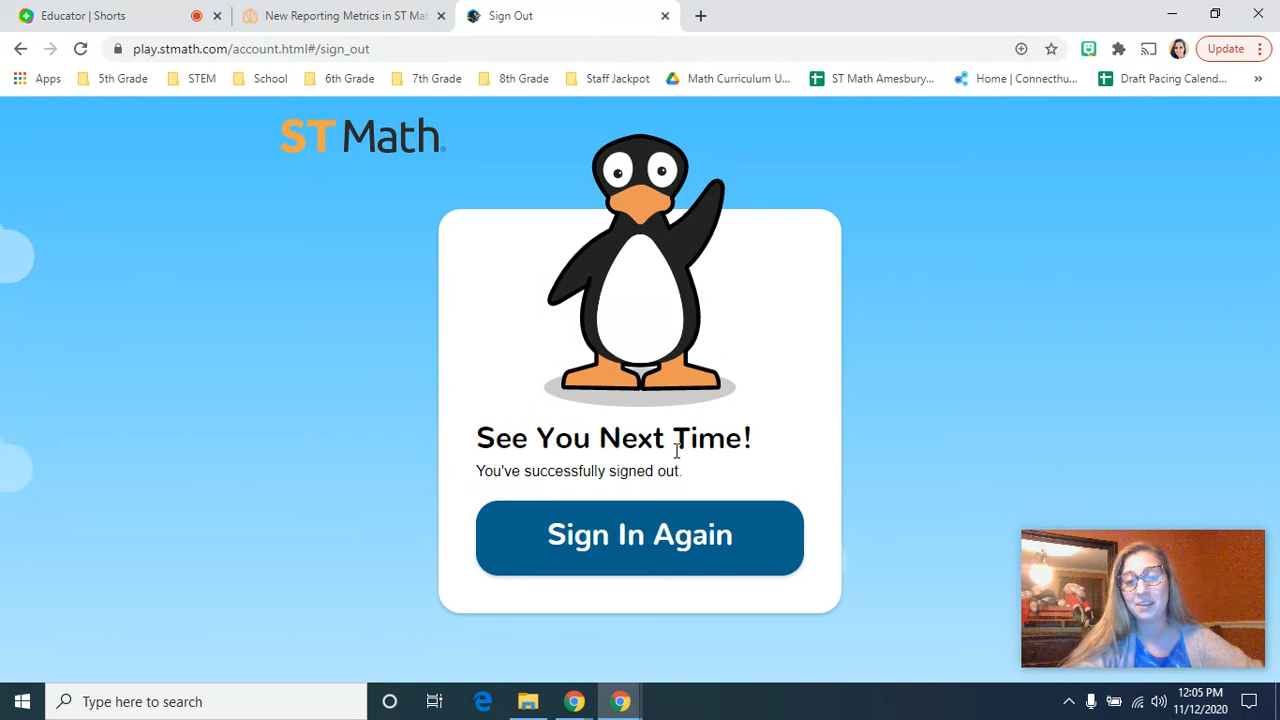 Educator | Shorts
New Reporting Metrics in ST Mat
Sign Out
play.stmath.com/account.html#/sign_out
Update
Apps
5th Grade
STEM
School
6th Grade
7th Grade
8th Grade
Staff Jackpot
Math Curriculum U...
ST Math Amesbury...
Home | Connecthu...
Draft Pacing Calend...
»
ST Math®
See You Next Time!
You've successfully signed out.
Sign In Again
Type here to search
12:05 PM
11/12/2020